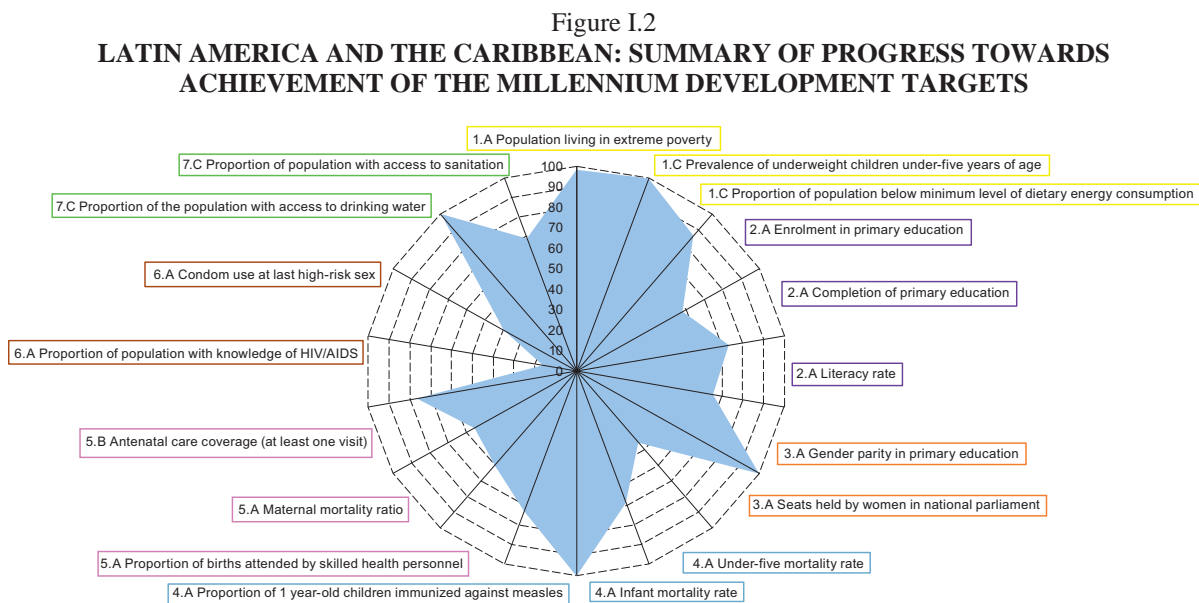 Figure I.2
LATIN AMERICA AND THE CARIBBEAN: SUMMARY OF PROGRESS TOWARDS
ACHIEVEMENT OF THE MILLENNIUM DEVELOPMENT TARGETS
1.A Population living in extreme poverty
7.C Proportion of population with access to sanitation
1.C Prevalence of underweight children under-five years of age
1.C Proportion of population below minimum level of dietary energy consumption
7.C Proportion of the population with access to drinking water
2.A Enrolment in primary education
6.A Condom use at last high-risk sex
2.A Completion of primary education
6.A Proportion of population with knowledge of HIV/AIDS
2.A Literacy rate
5.B Antenatal care coverage (at least one visit)
3.A Gender parity in primary education
5.A Maternal mortality ratio
3.A Seats held by women in national parliament
5.A Proportion of births attended by skilled health personnel
4.A Under-five mortality rate
4.A Proportion of 1 year-old children immunized against measles
4.A Infant mortality rate
100
90
80
70
60
50
40
30
20
10
0